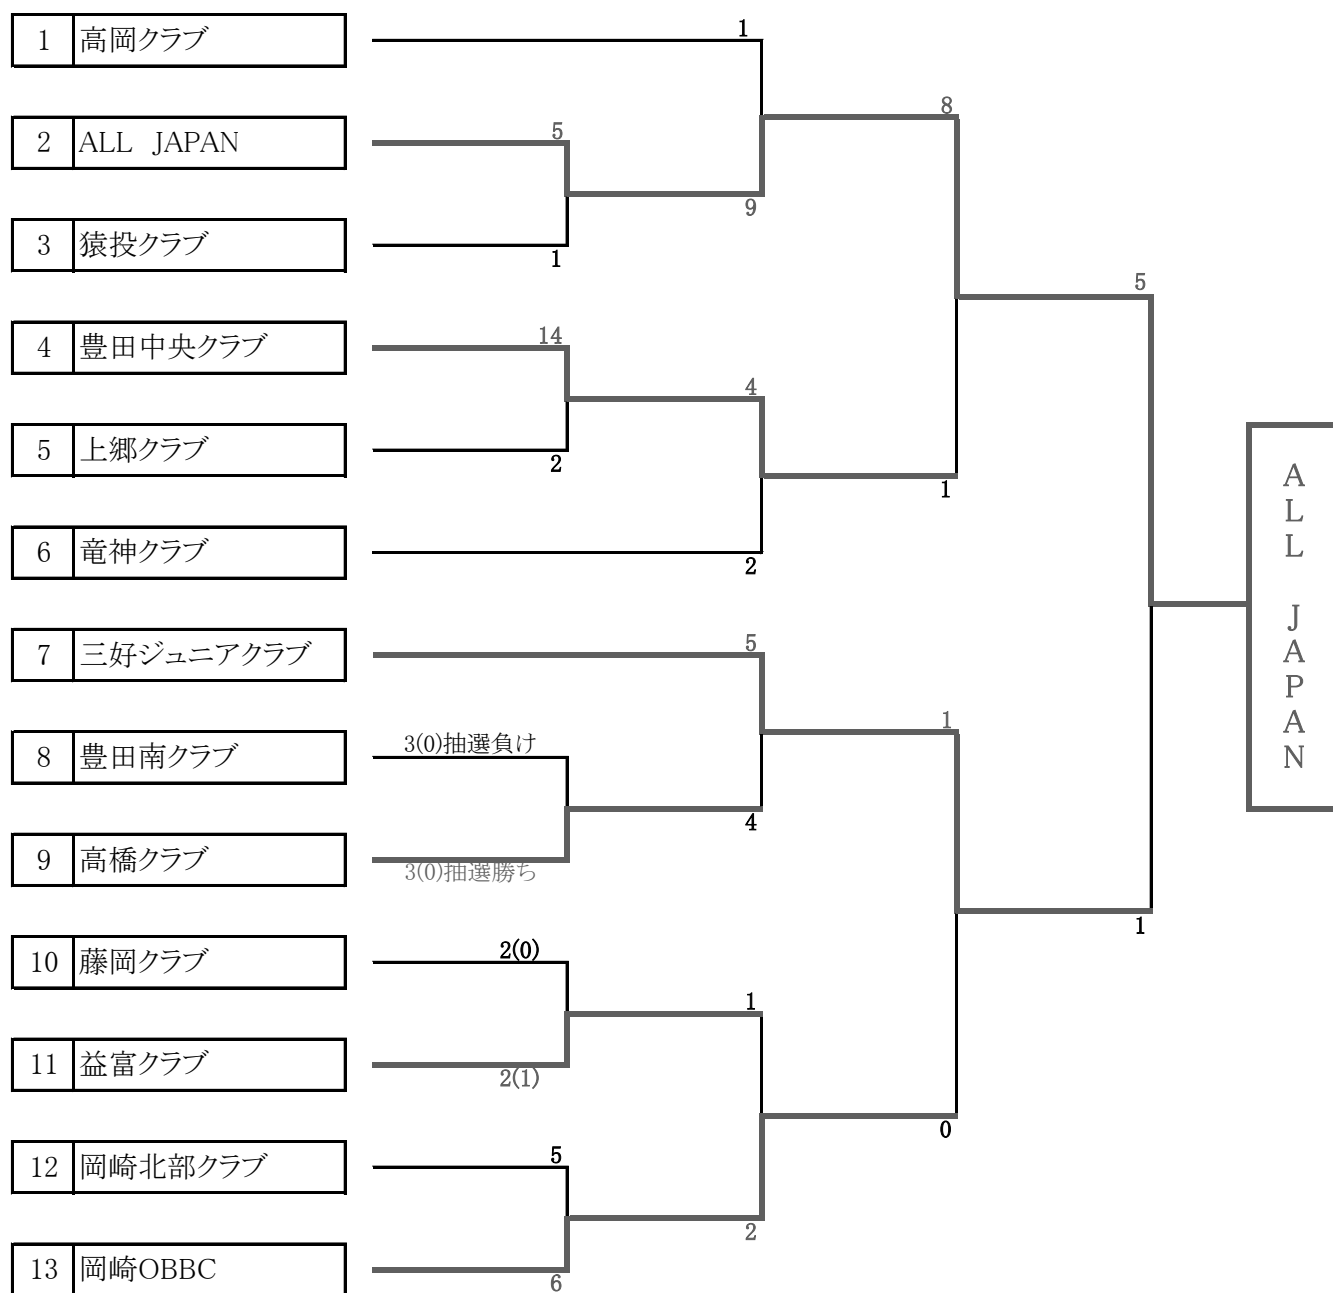 1 高岡クラブ
1
8
2 ALL JAPAN
5
9
3 猿投クラブ
1
5
4 豊田中央クラブ
14
4
5 上郷クラブ
2
1
6 竜神クラブ
2
ALL JAPAN
7 三好ジュニアクラブ
5
1
8 豊田南クラブ
3(0)抽選負け
4
9 高橋クラブ
3(0)抽選勝ち
1
10 藤岡クラブ
2(0)
1
11 益富クラブ
2(1)
0
12 岡崎北部クラブ
5
2
13 岡崎OBBC
6